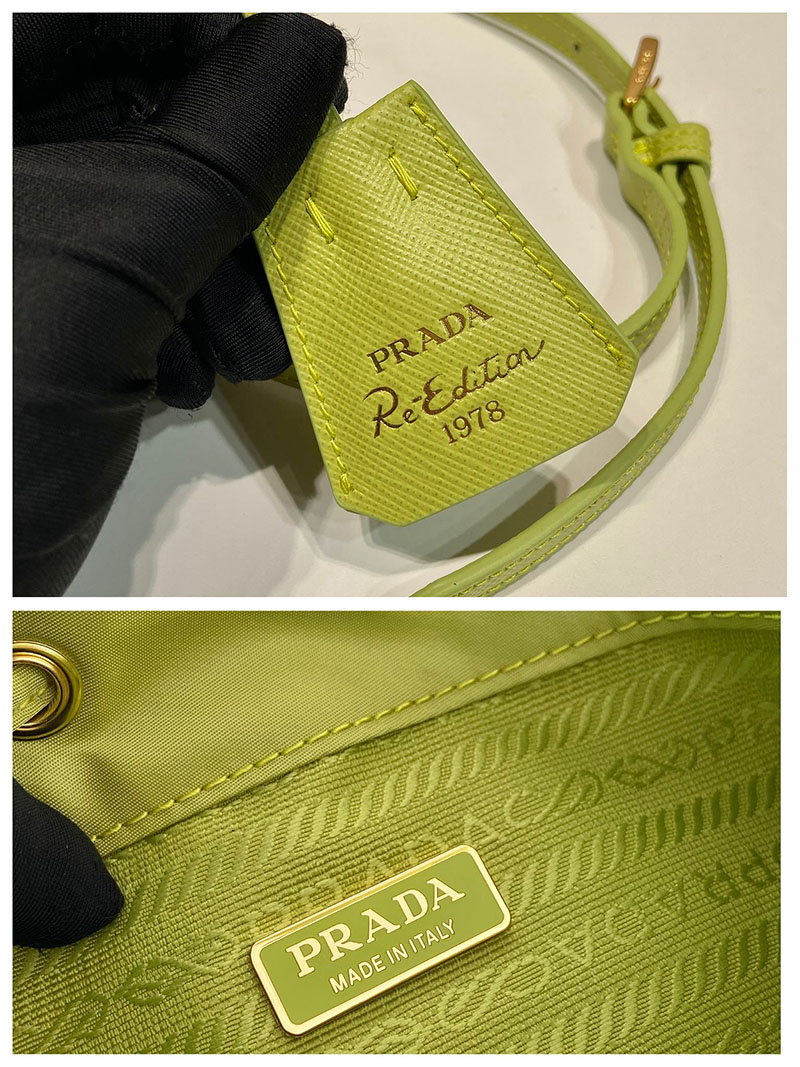 PRADA
Re-Edition
1978
PRADA
MADE IN ITALY